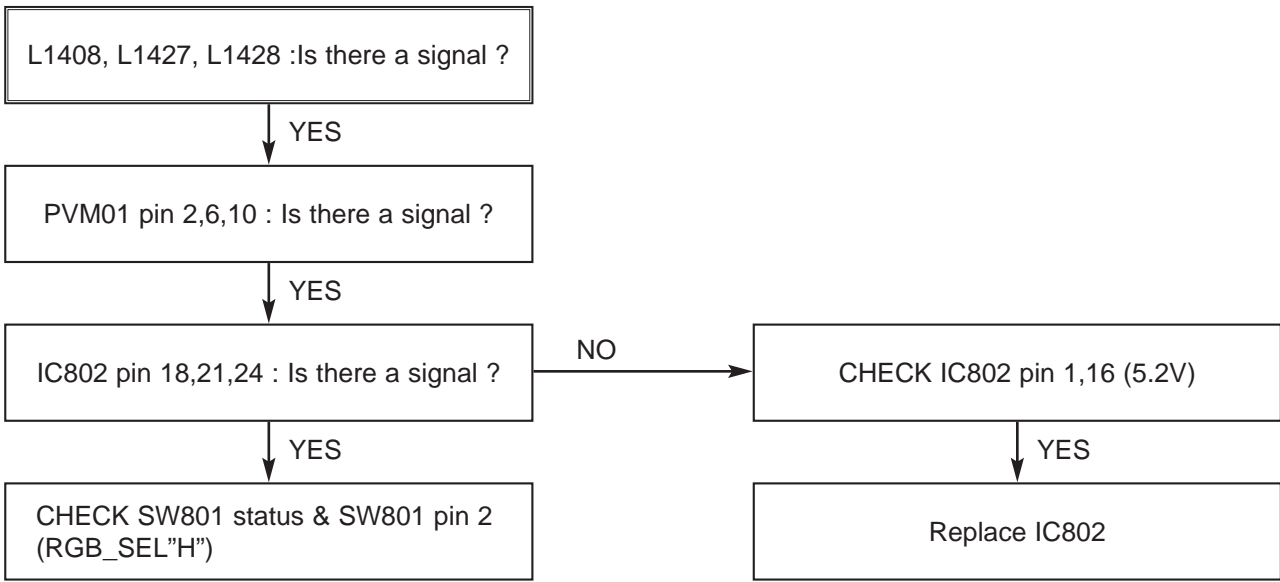 L1408, L1427, L1428 :Is there a signal ?
YES
PVM01 pin 2,6,10 : Is there a signal ?
YES
IC802 pin 18,21,24 : Is there a signal ?
NO
CHECK IC802 pin 1,16 (5.2V)
YES
YES
CHECK SW801 status & SW801 pin 2
(RGB_SEL”H”)
Replace IC802